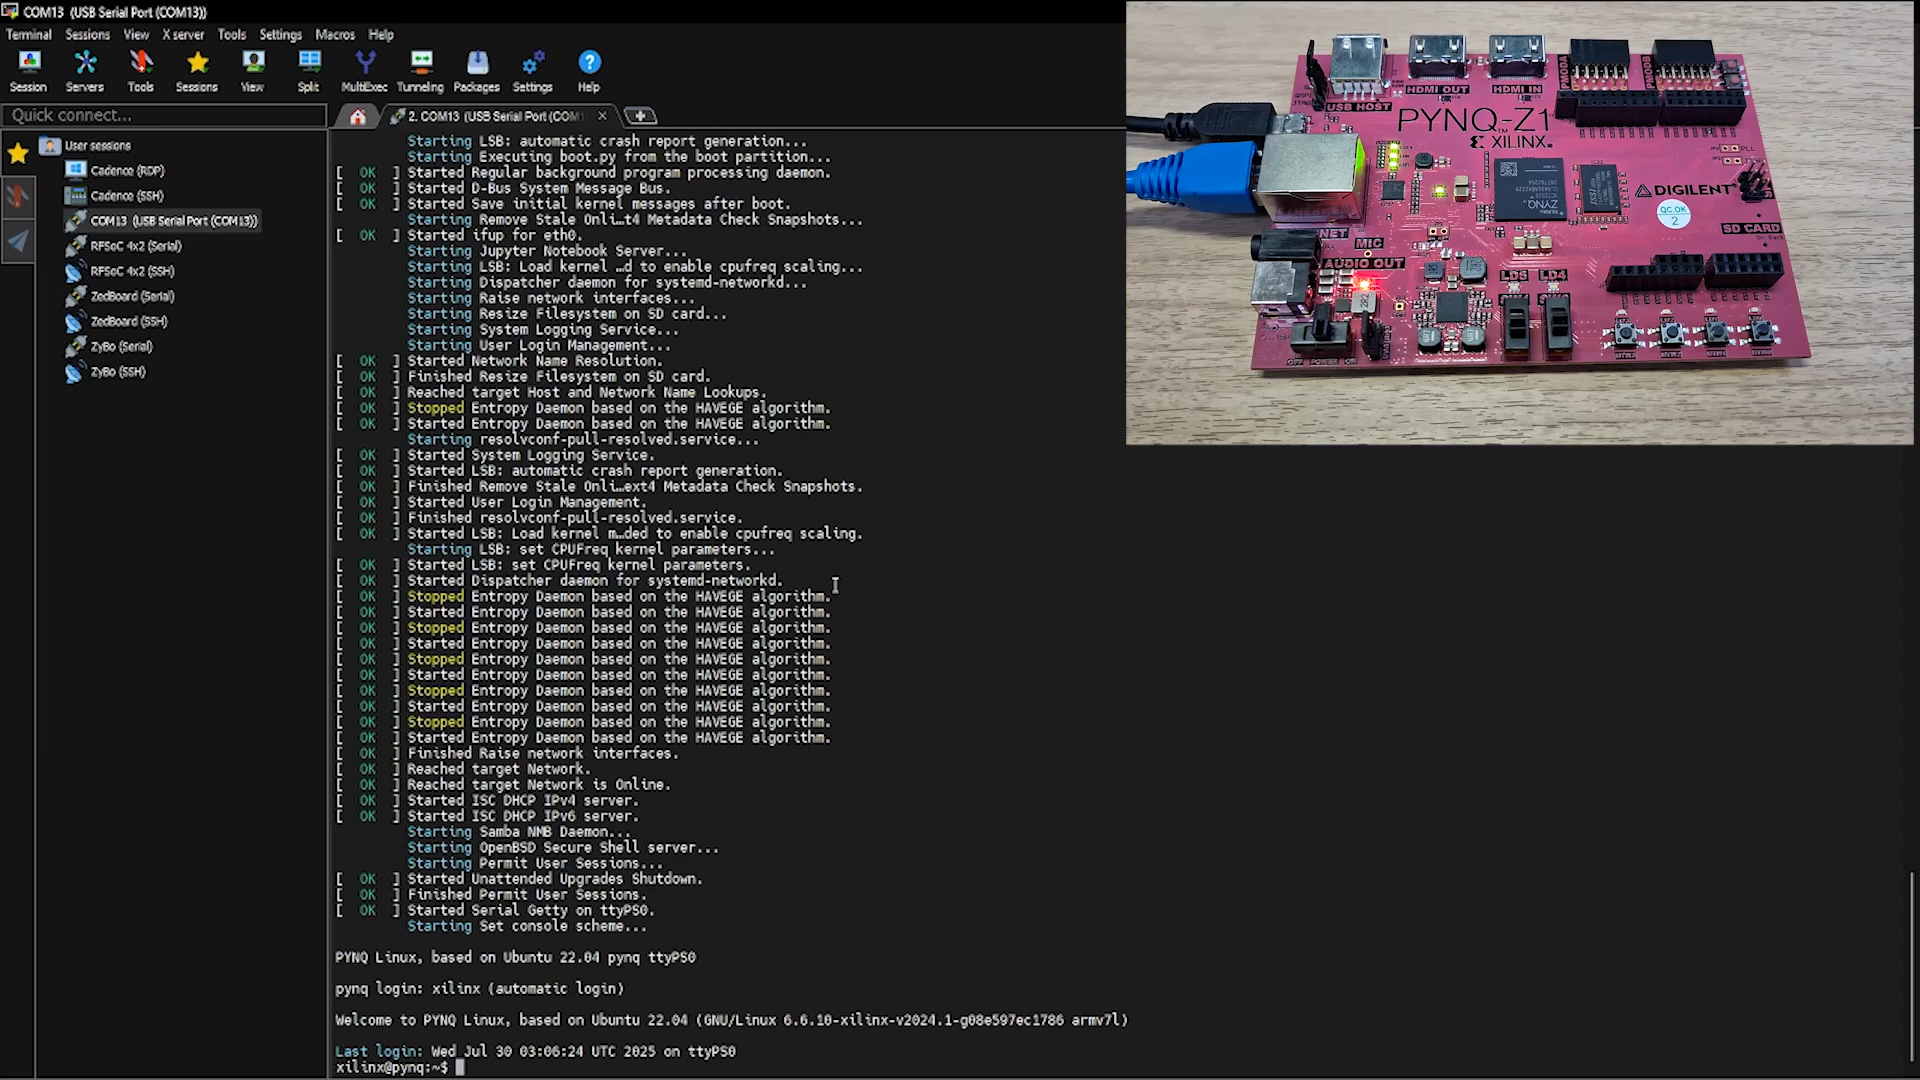 COM13 (USB Serial Port (COM13))
Terminal Sessions View X server Tools Settings Macros Help
Session Servers Tools Sessions View Split MultiExec Tunneling Packages Settings Help
Quick connect...
2. COM13 (USB Serial Port (COM
User sessions
Cadence (RDP)
Cadence (SSH)
COM13 (USB Serial Port (COM13))
RFSoC 4x2 (Serial)
RFSoC 4x2 (SSH)
ZedBoard (Serial)
ZedBoard (SSH)
ZyBo (Serial)
ZyBo (SSH)
Starting LSB: automatic crash report generation...
Starting Executing boot.py from the boot partition...
[ OK ] Started Regular background program processing daemon.
[ OK ] Started D-Bus System Message Bus.
[ OK ] Started Save initial kernel messages after boot.
Starting Remove Stale Onli…t4 Metadata Check Snapshots...
[ OK ] Started ifup for eth0.
Starting Jupyter Notebook Server...
Starting LSB: Load kernel …d to enable cpufreq scaling...
Starting Dispatcher daemon for systemd-networkd...
Starting Raise network interfaces...
Starting Resize Filesystem on SD card...
Starting System Logging Service...
Starting User Login Management...
[ OK ] Started Network Name Resolution.
[ OK ] Finished Resize Filesystem on SD card.
[ OK ] Reached target Host and Network Name Lookups.
[ OK ] Stopped Entropy Daemon based on the HAVEGE algorithm.
[ OK ] Started Entropy Daemon based on the HAVEGE algorithm.
Starting resolvconf-pull-resolved.service...
[ OK ] Started System Logging Service.
[ OK ] Started LSB: automatic crash report generation.
[ OK ] Finished Remove Stale Onli…ext4 Metadata Check Snapshots.
[ OK ] Started User Login Management.
[ OK ] Finished resolvconf-pull-resolved.service.
[ OK ] Started LSB: Load kernel m…ded to enable cpufreq scaling.
Starting LSB: set CPUFreq kernel parameters...
[ OK ] Started LSB: set CPUFreq kernel parameters.
[ OK ] Started Dispatcher daemon for systemd-networkd.
[ OK ] Stopped Entropy Daemon based on the HAVEGE algorithm.
[ OK ] Started Entropy Daemon based on the HAVEGE algorithm.
[ OK ] Stopped Entropy Daemon based on the HAVEGE algorithm.
[ OK ] Started Entropy Daemon based on the HAVEGE algorithm.
[ OK ] Stopped Entropy Daemon based on the HAVEGE algorithm.
[ OK ] Started Entropy Daemon based on the HAVEGE algorithm.
[ OK ] Stopped Entropy Daemon based on the HAVEGE algorithm.
[ OK ] Started Entropy Daemon based on the HAVEGE algorithm.
[ OK ] Stopped Entropy Daemon based on the HAVEGE algorithm.
[ OK ] Started Entropy Daemon based on the HAVEGE algorithm.
[ OK ] Finished Raise network interfaces.
[ OK ] Reached target Network.
[ OK ] Reached target Network is Online.
[ OK ] Started ISC DHCP IPv4 server.
[ OK ] Started ISC DHCP IPv6 server.
Starting Samba NMB Daemon...
Starting OpenBSD Secure Shell server...
Starting Permit User Sessions...
[ OK ] Started Unattended Upgrades Shutdown.
[ OK ] Finished Permit User Sessions.
[ OK ] Started Serial Getty on ttyPS0.
Starting Set console scheme...
PYNQ Linux, based on Ubuntu 22.04 pynq ttyPS0
pynq login: xilinx (automatic login)
Welcome to PYNQ Linux, based on Ubuntu 22.04 (GNU/Linux 6.6.10-xilinx-v2024.1-g08e597ec1786 armv7l)
Last login: Wed Jul 30 03:06:24 UTC 2025 on ttyPS0
xilinx@pynq:~$
USB HOST
HDMI OUT
HDMI IN
PMODA
PMODB
PYNQ-Z1
XILINX
ZYNQ
DIGILENT
QC.OK
2
SD CARD
PLL
MIC
AUDIO OUT
LD5 LD4
OFF POWER ON
2R2
JTAG